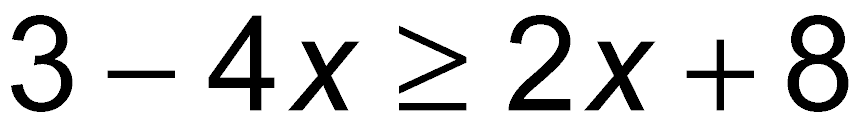 3 − 4x ≥ 2x + 8